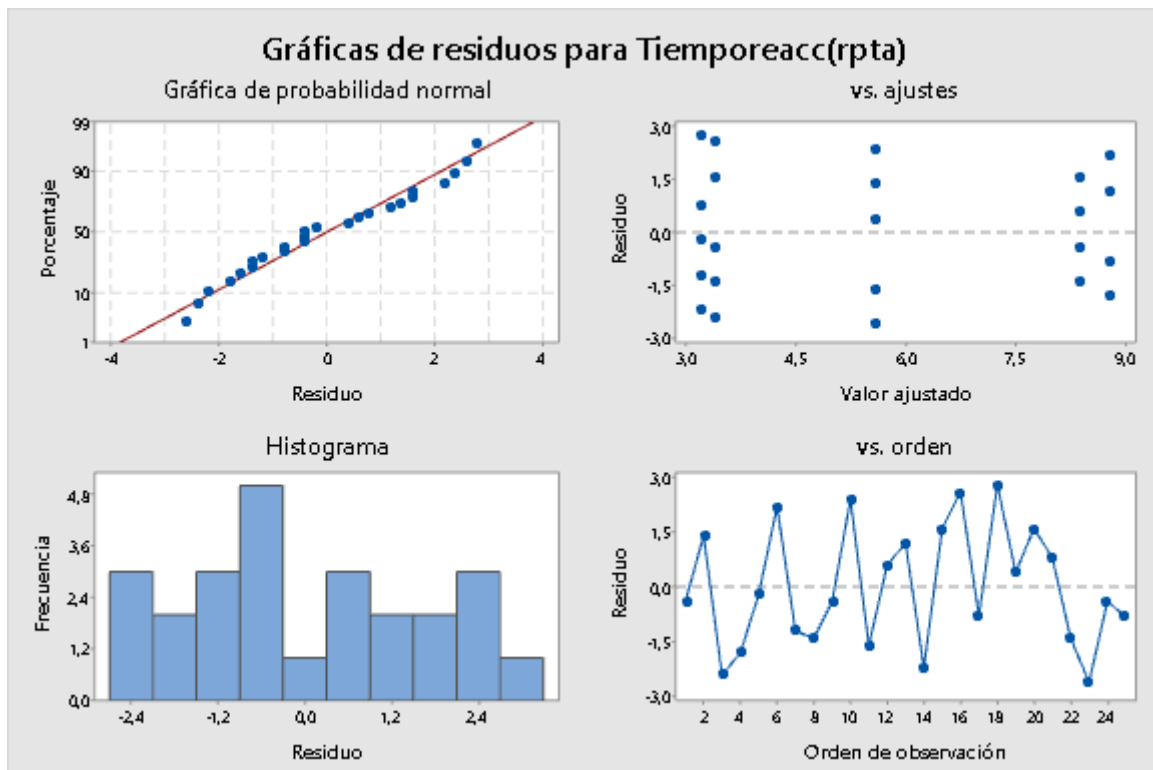 Gráficas de residuos para Tiemporeacc(rpta)
Gráfica de probabilidad normal
99
90
50
10
1
-4 -2 0 2 4
Porcentaje
Residuo
vs. ajustes
3,0
1,5
0,0
-1,5
-3,0
3,0 4,5 6,0 7,5 9,0
Residuo
Valor ajustado
Histograma
4,8
3,6
2,4
1,2
0,0
-2,4 -1,2 0,0 1,2 2,4
Frecuencia
Residuo
vs. orden
3,0
1,5
0,0
-1,5
-3,0
2 4 6 8 10 12 14 16 18 20 22 24
Residuo
Orden de observación